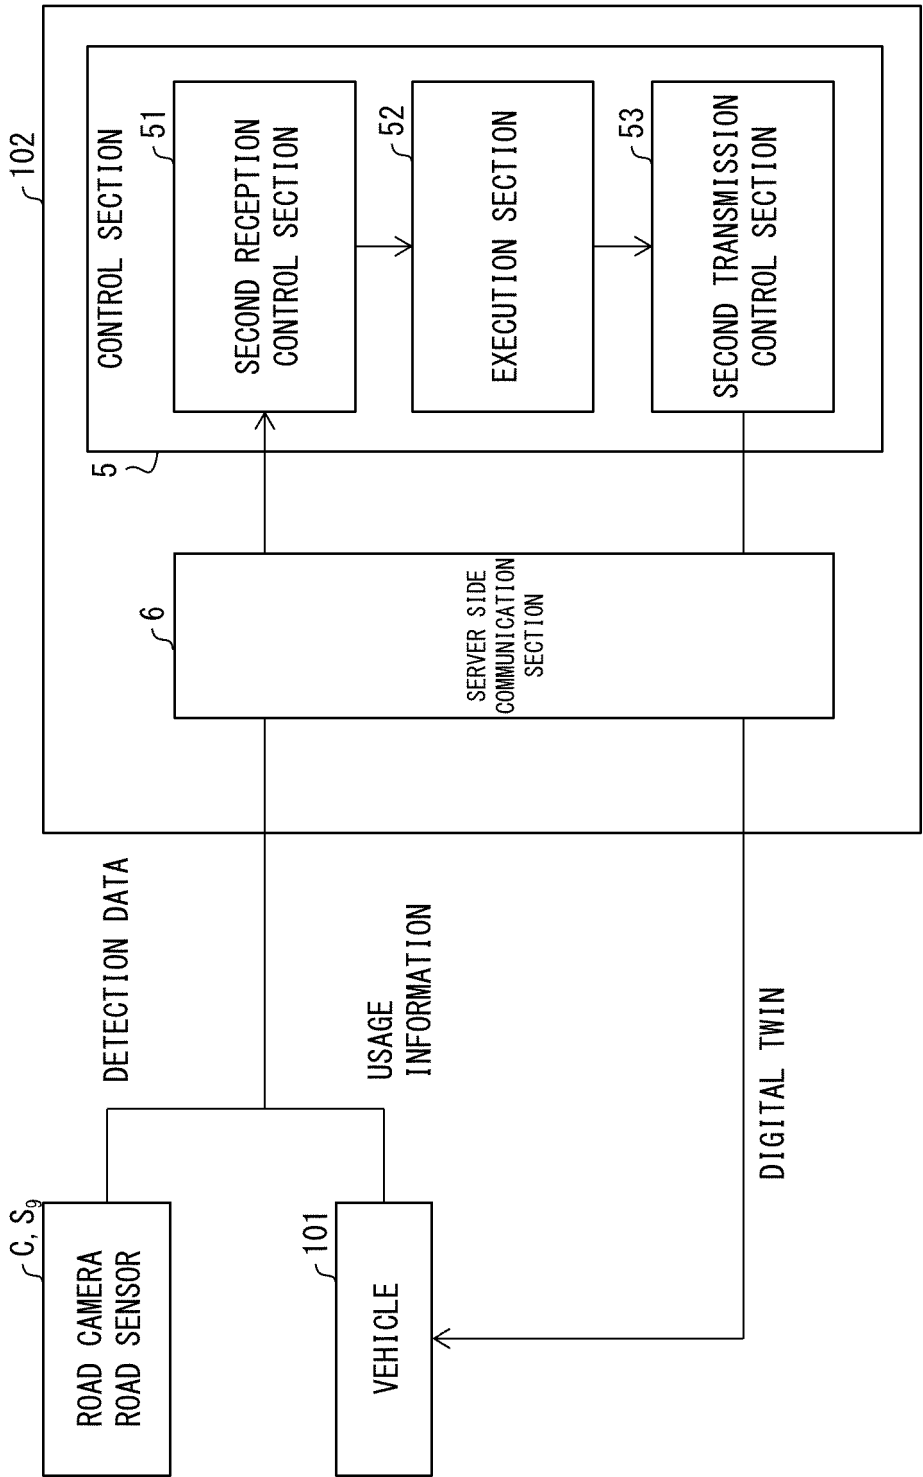 C, S9
ROAD CAMERA
ROAD SENSOR
101
VEHICLE
DETECTION DATA
USAGE
INFORMATION
DIGITAL TWIN
102
6
SERVER SIDE
COMMUNICATION
SECTION
5
CONTROL SECTION
51
SECOND RECEPTION
CONTROL SECTION
52
EXECUTION SECTION
53
SECOND TRANSMISSION
CONTROL SECTION